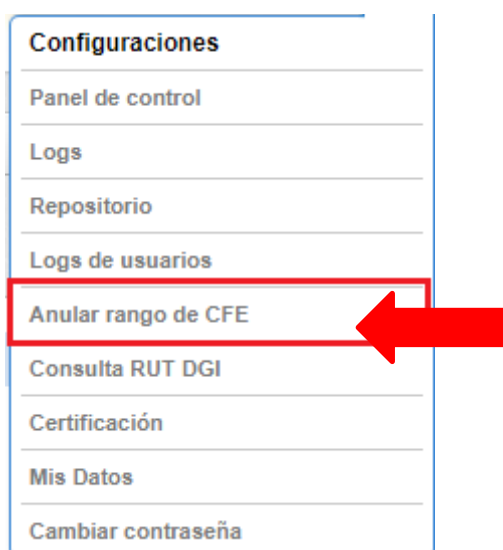 Configuraciones
Panel de control
Logs
Repositorio
Logs de usuarios
Anular rango de CFE
Consulta RUT DGI
Certificación
Mis Datos
Cambiar contraseña